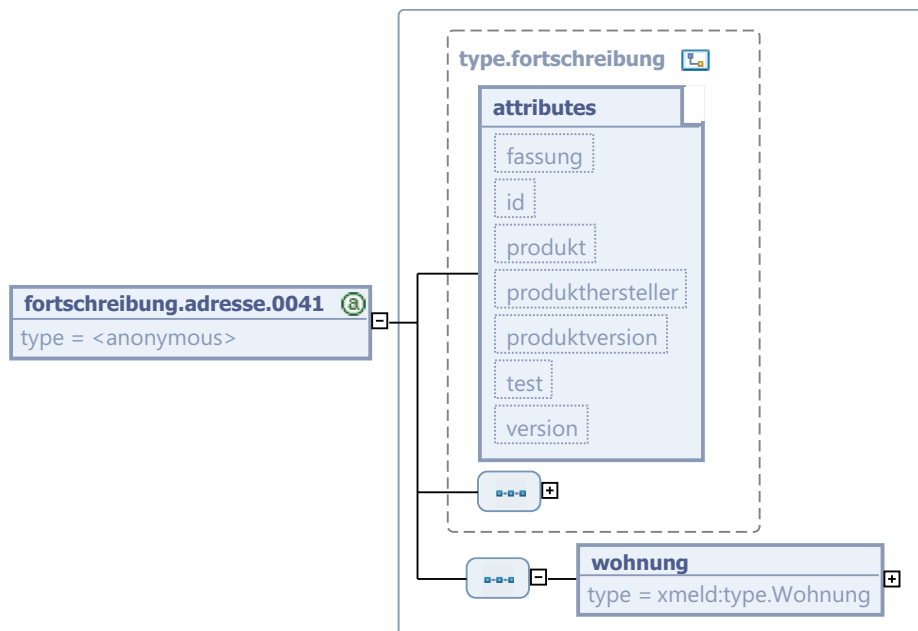 type.fortschreibung
attributes
fassung
id
produkt
produkthersteller
produktversion
test
version
fortschreibung.adresse.0041
type = <anonymous>
wohnung
type = xmeld:type.Wohnung